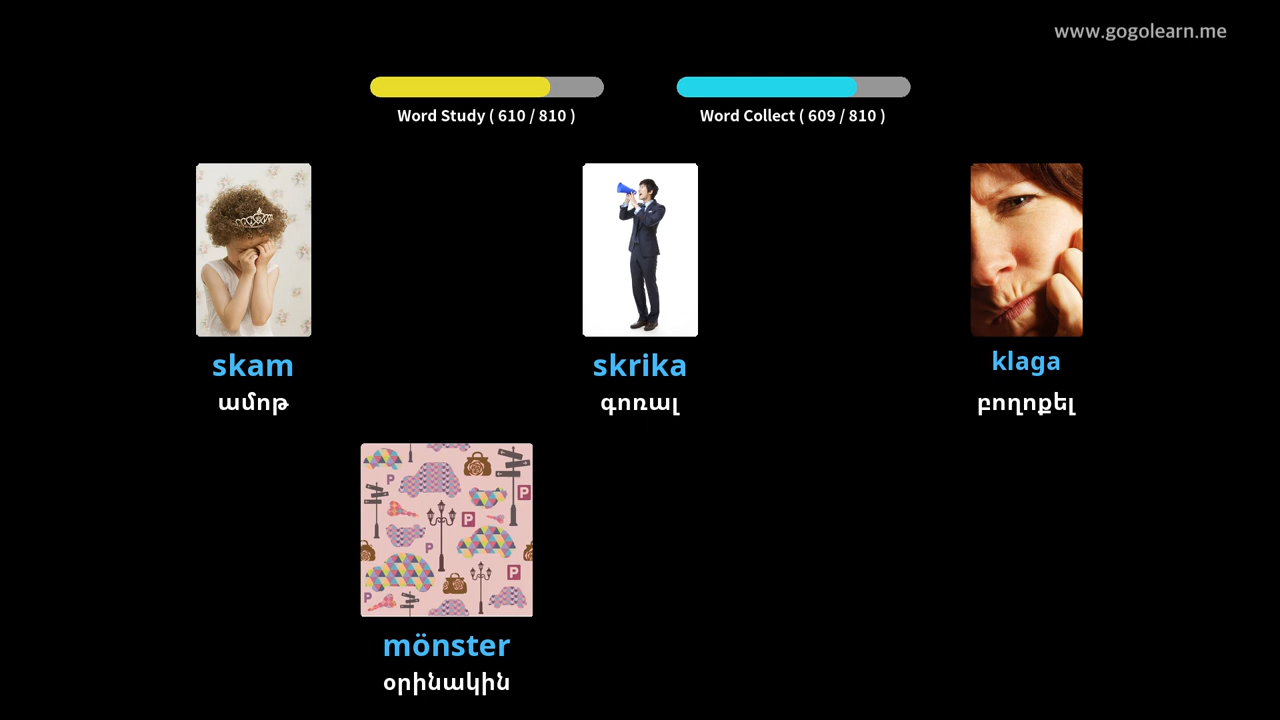 www.gogolearn.me
Word Study ( 610 / 810 )
Word Collect ( 609 / 810 )
skam
ամոթ
skrika
գոռալ
klaga
բողոքել
P
P
P
P
P
P
mönster
օրինակին